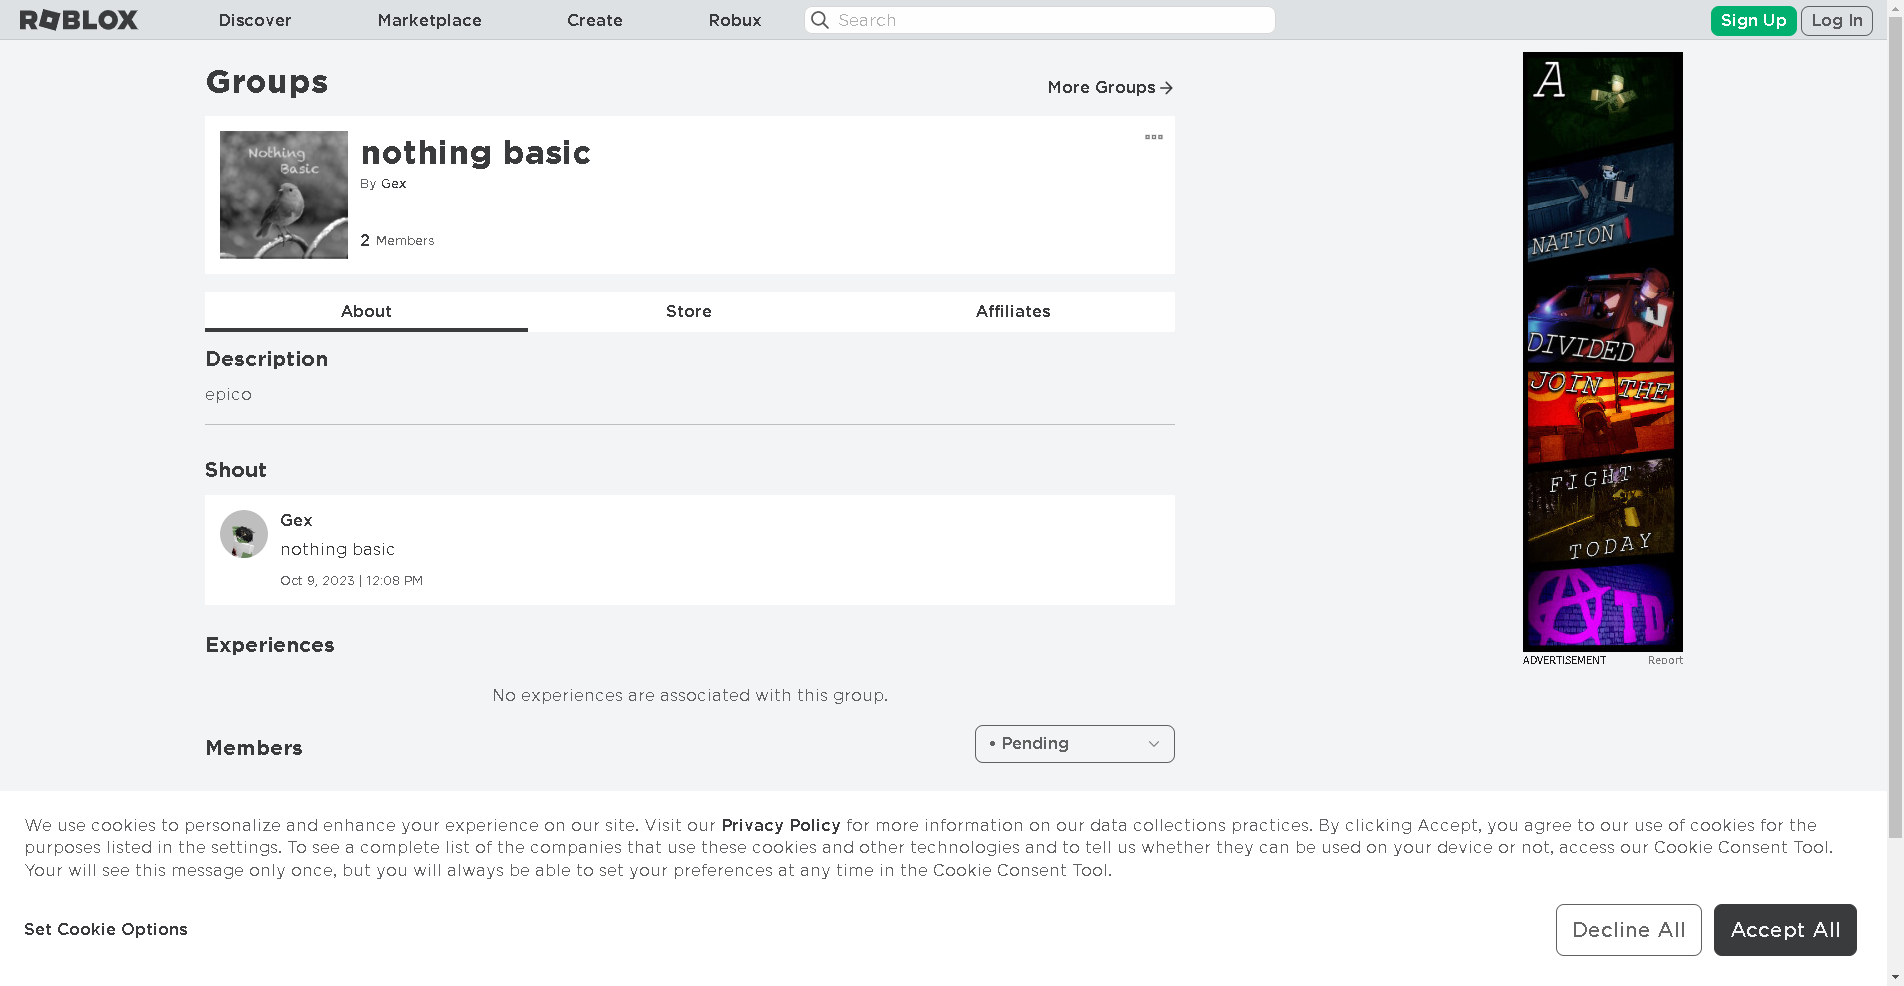 ROBLOX Discover Marketplace Create Robux Search Sign Up Log In
Groups
More Groups
Nothing
Basic
nothing basic
By Gex
2 Members
About Store Affiliates
Description
epico
Shout
Gex
nothing basic
Oct 9, 2023 | 12:08 PM
Experiences
No experiences are associated with this group.
Members
• Pending
A
NATION
DIVIDED
JOIN THE
FIGHT
TODAY
ATD
ADVERTISEMENT Report
We use cookies to personalize and enhance your experience on our site. Visit our Privacy Policy for more information on our data collections practices. By clicking Accept, you agree to our use of cookies for the
purposes listed in the settings. To see a complete list of the companies that use these cookies and other technologies and to tell us whether they can be used on your device or not, access our Cookie Consent Tool.
Your will see this message only once, but you will always be able to set your preferences at any time in the Cookie Consent Tool.
Set Cookie Options
Decline All Accept All